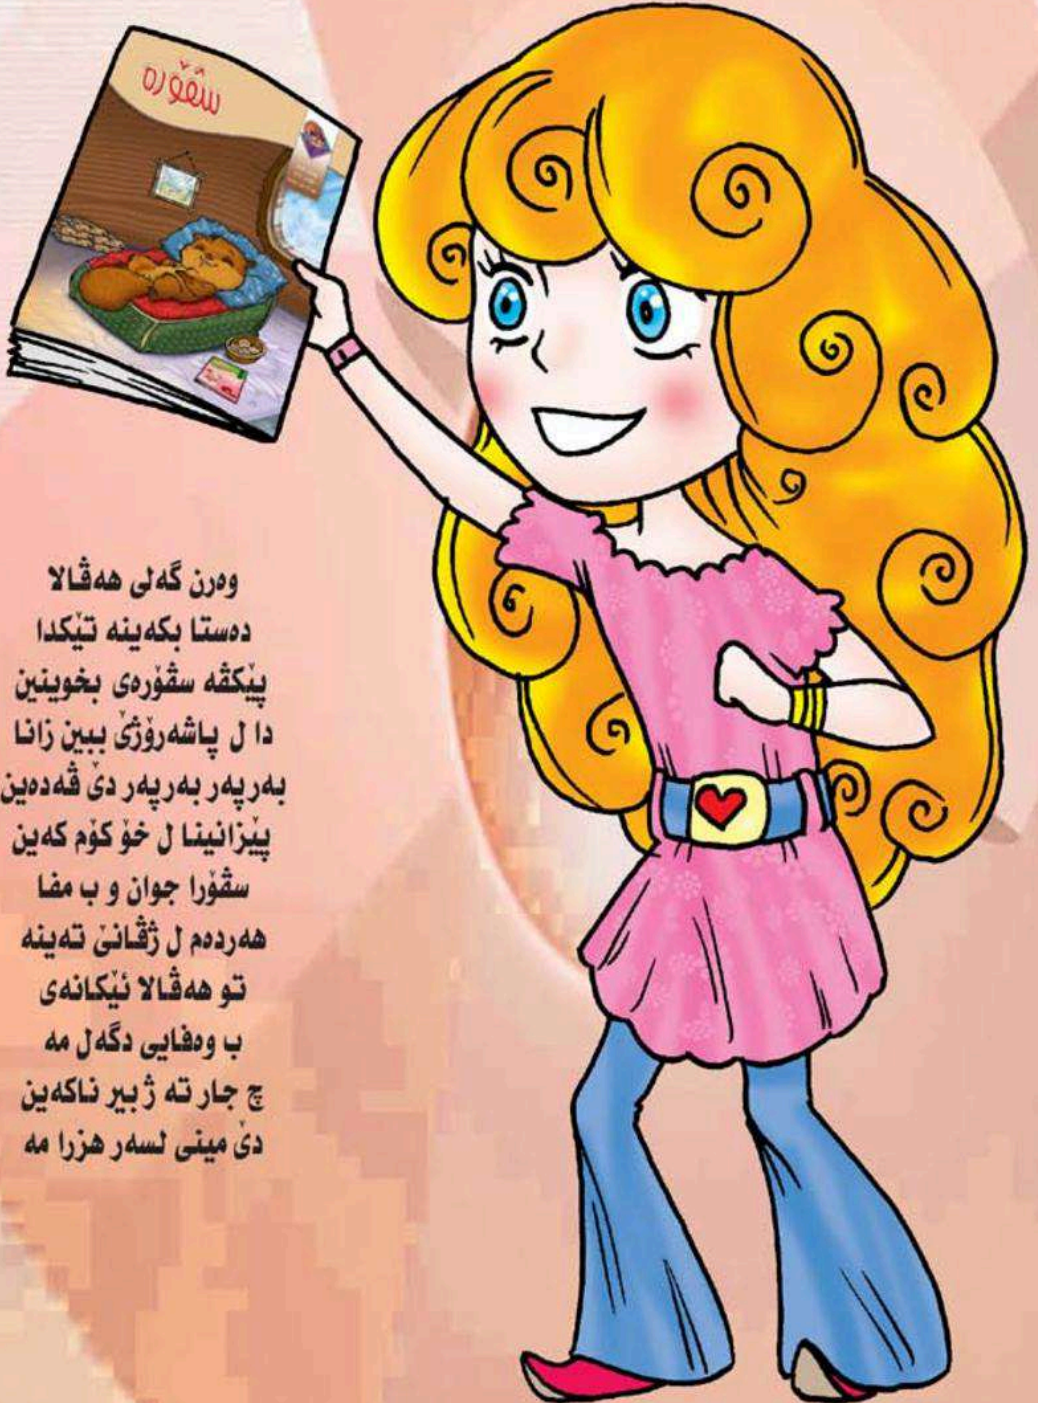 سڤۆره
وەرن گەلی هەڤالا
دەستا بکەینە تێکدا
پێکڤە سڤۆرەی بخوینین
دا ل پاشەرۆژێ ببین زانا
بەرپەر بەرپەر دێ ڤەدەین
پێزانینا ل خۆ کۆم کەین
سڤۆرا جوان و ب مفا
هەردەم ل ژڤانێ تەینە
تو هەڤالا ئێکانەی
ب وەفایی دگەل مە
چ جار تە ژبیر ناکەین
دێ مینی لسەر هزرا مە